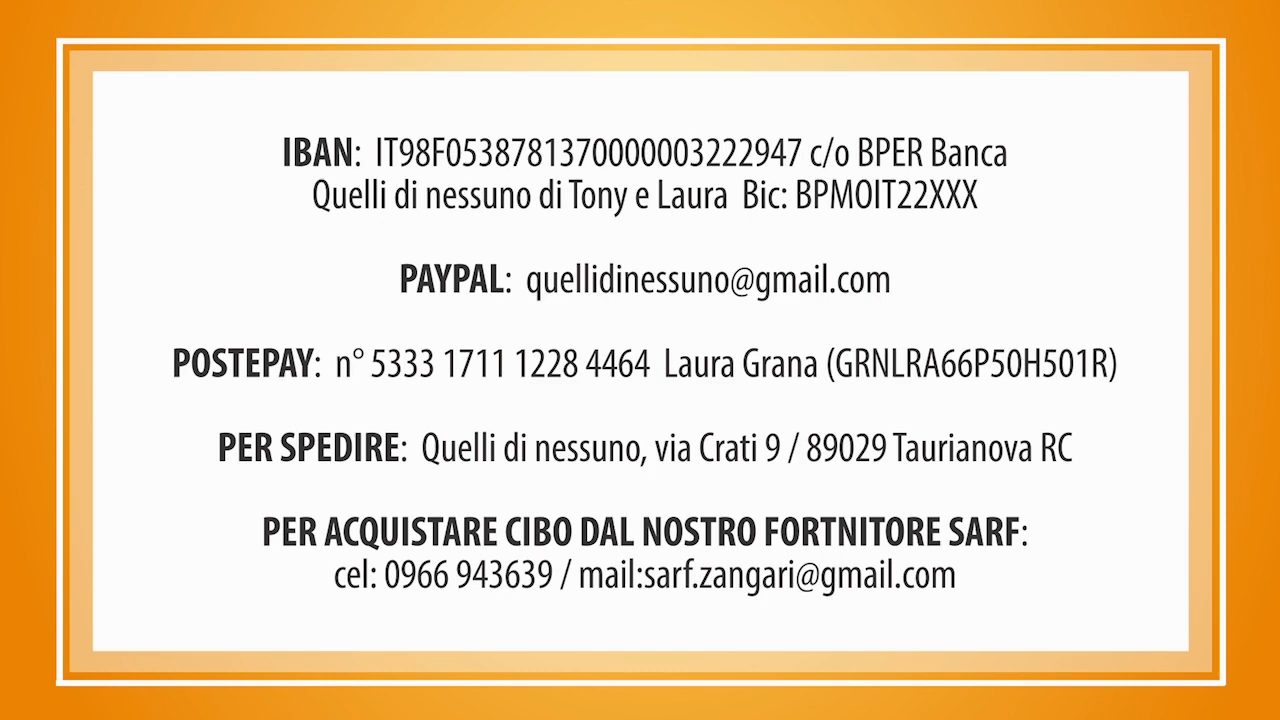 IBAN: IT98F0538781370000003222947 c/o BPER Banca
Quelli di nessuno di Tony e Laura Bic: BPMOIT22XXX
PAYPAL: quellidinessuno@gmail.com
POSTEPAY: n° 5333 1711 1228 4464 Laura Grana (GRNLRA66P50H501R)
PER SPEDIRE: Quelli di nessuno, via Crati 9 / 89029 Taurianova RC
PER ACQUISTARE CIBO DAL NOSTRO FORTNITORE SARF:
cel: 0966 943639 / mail:sarf.zangari@gmail.com